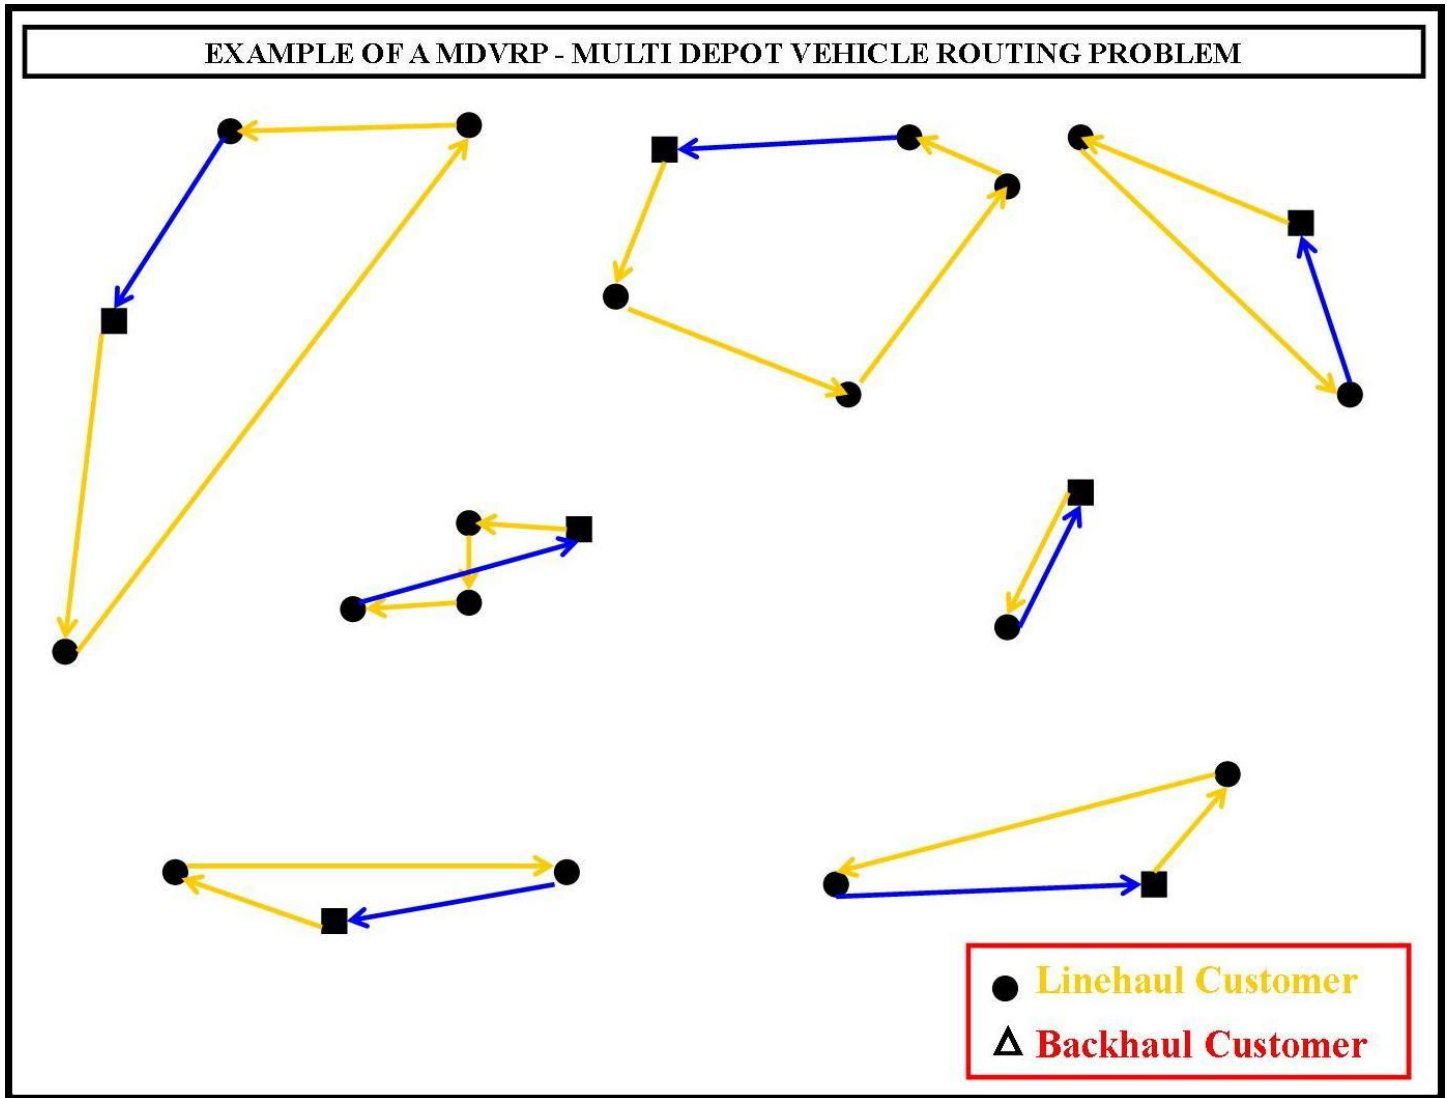 EXAMPLE OF A MDVRP - MULTI DEPOT VEHICLE ROUTING PROBLEM
Linehaul Customer
Backhaul Customer